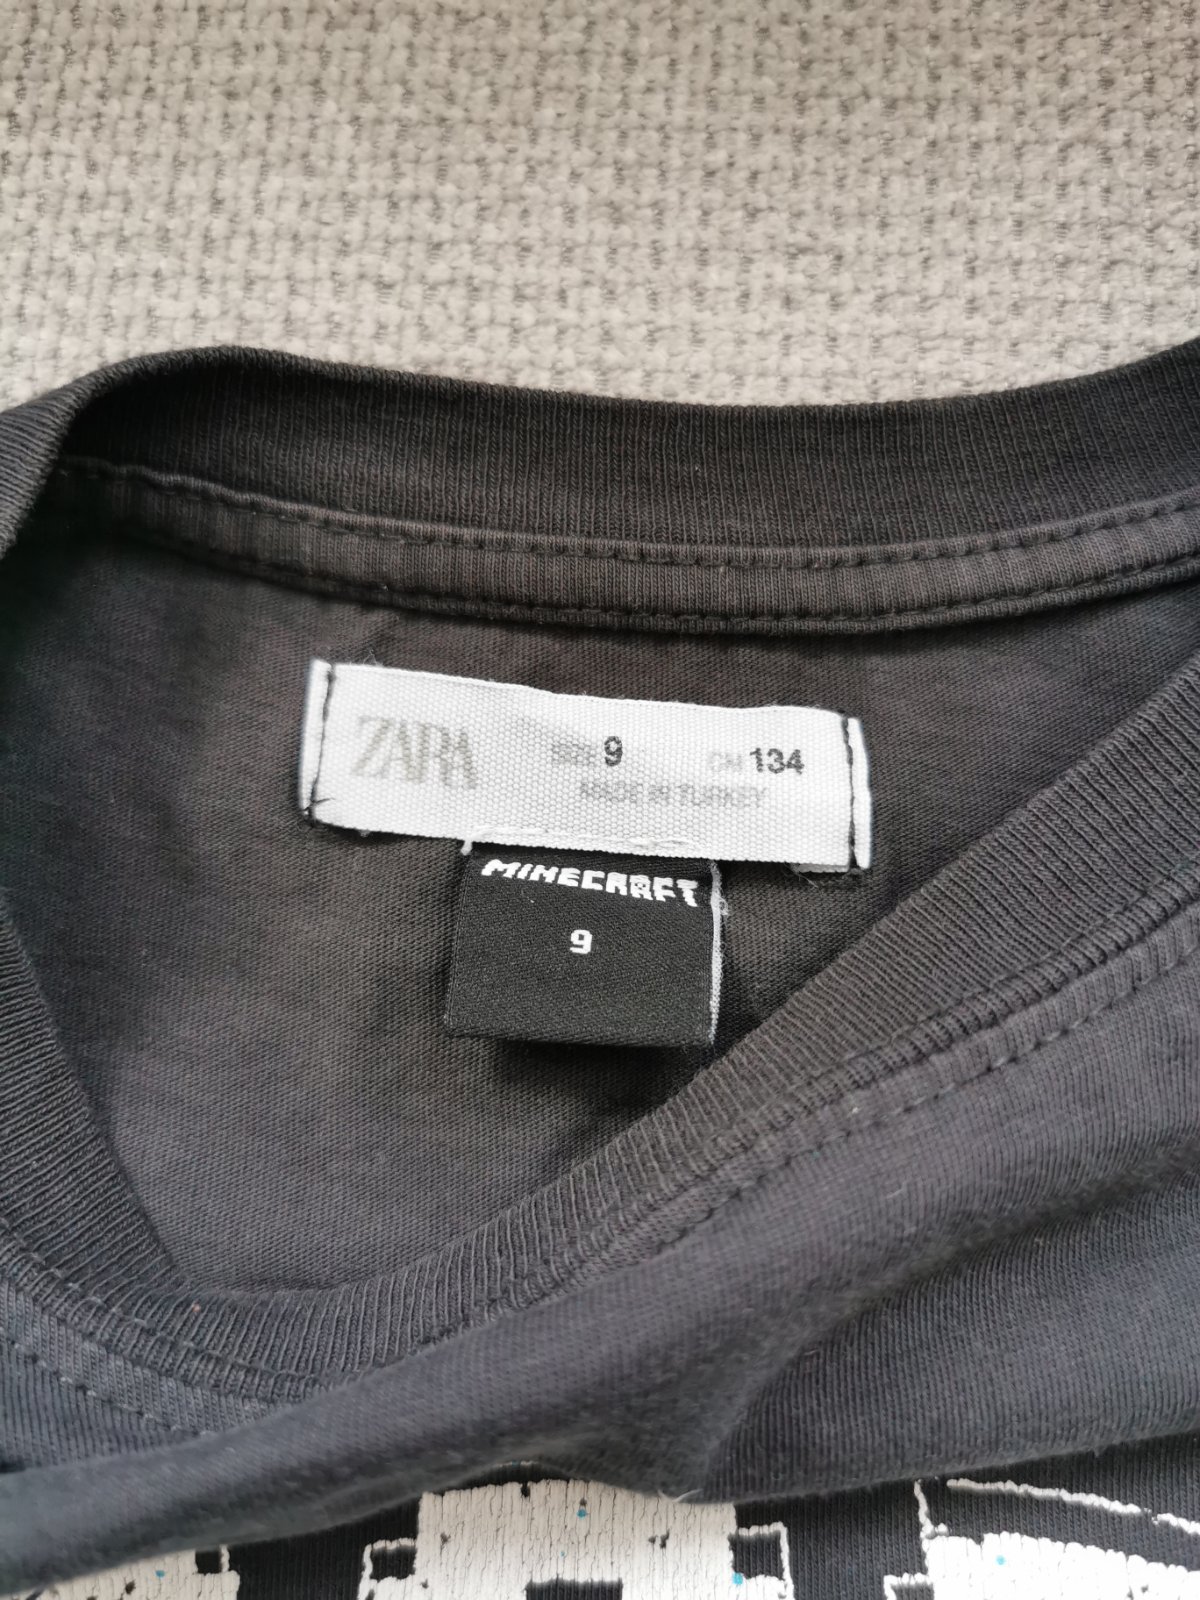 ZARA SIZE 9 CM 134
MADE IN TURKEY
MINECRAFT
9